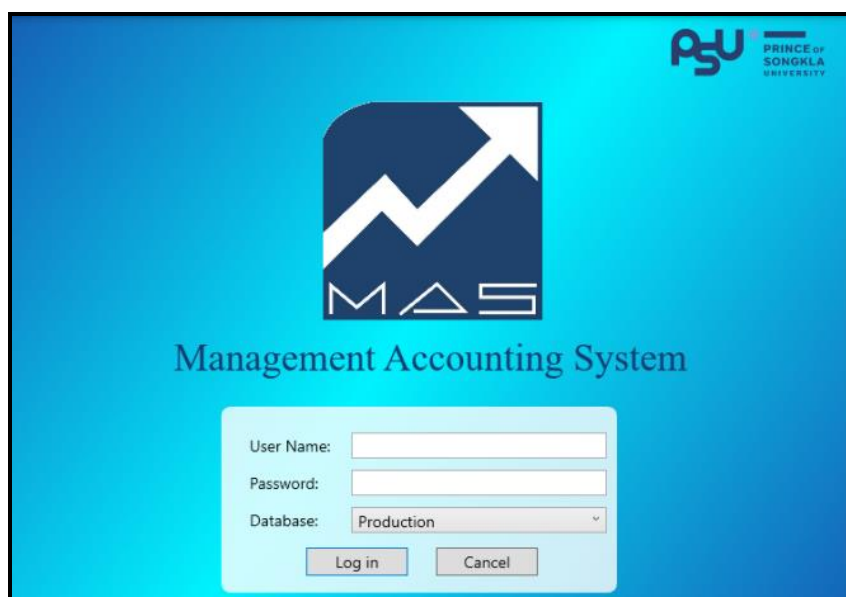 PSU
PRINCE OF
SONGKLA
UNIVERSITY
MAS
Management Accounting System
User Name:
Password:
Database: Production
Log in Cancel